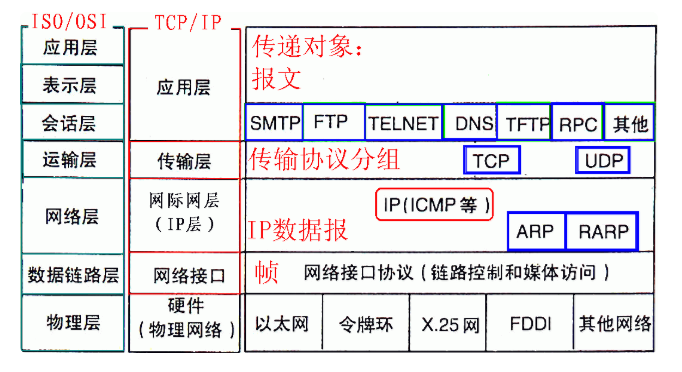 ISO/OSI TCP/IP
应用层
表示层
会话层
运输层
网络层
数据链路层
物理层
应用层
传输层
网际网层
(IP层)
网络接口
硬件
(物理网络)
传递对象：
报文
SMTP FTP TELNET DNS TFTP RPC 其他
传输协议分组 TCP UDP
IP(ICMP等)
IP数据报 ARP RARP
帧 网络接口协议(链路控制和媒体访问)
以太网 令牌环 X.25网 FDDI 其他网络